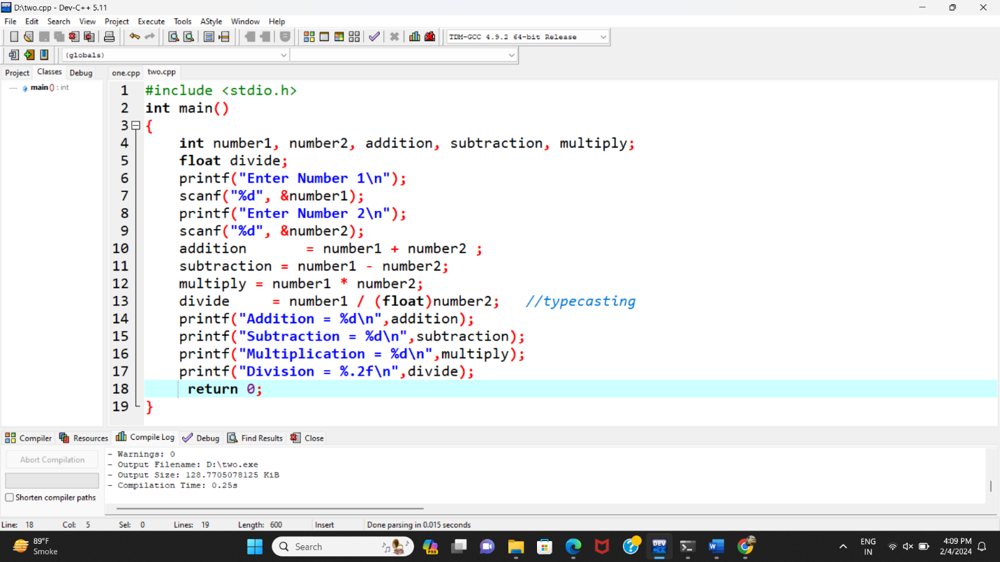 D:\two.cpp - Dev-C++ 5.11
File Edit Search View Project Execute Tools AStyle Window Help
TDM-GCC 4.9.2 64-bit Release
(globals)
Project Classes Debug one.cpp two.cpp
main () : int
1 #include <stdio.h>
2 int main()
3 {
4 int number1, number2, addition, subtraction, multiply;
5 float divide;
6 printf("Enter Number 1\n");
7 scanf("%d", &number1);
8 printf("Enter Number 2\n");
9 scanf("%d", &number2);
10 addition = number1 + number2 ;
11 subtraction = number1 - number2;
12 multiply = number1 * number2;
13 divide = number1 / (float)number2; //typecasting
14 printf("Addition = %d\n",addition);
15 printf("Subtraction = %d\n",subtraction);
16 printf("Multiplication = %d\n",multiply);
17 printf("Division = %.2f\n",divide);
18 return 0;
19 }
Compiler Resources Compile Log Debug Find Results Close
Abort Compilation
Shorten compiler paths
- Warnings: 0
- Output Filename: D:\two.exe
- Output Size: 128.7705078125 KiB
- Compilation Time: 0.25s
Line: 18 Col: 5 Sel: 0 Lines: 19 Length: 600 Insert Done parsing in 0.015 seconds
89°F
Smoke
Search
PRE
DEV
ENG
IN
4:09 PM
2/4/2024